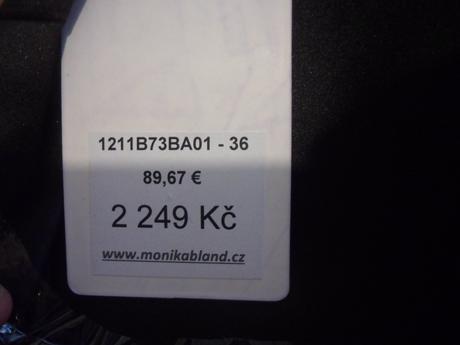 1211B73BA01 - 36
89,67 €
2 249 Kč
www.monikabland.cz